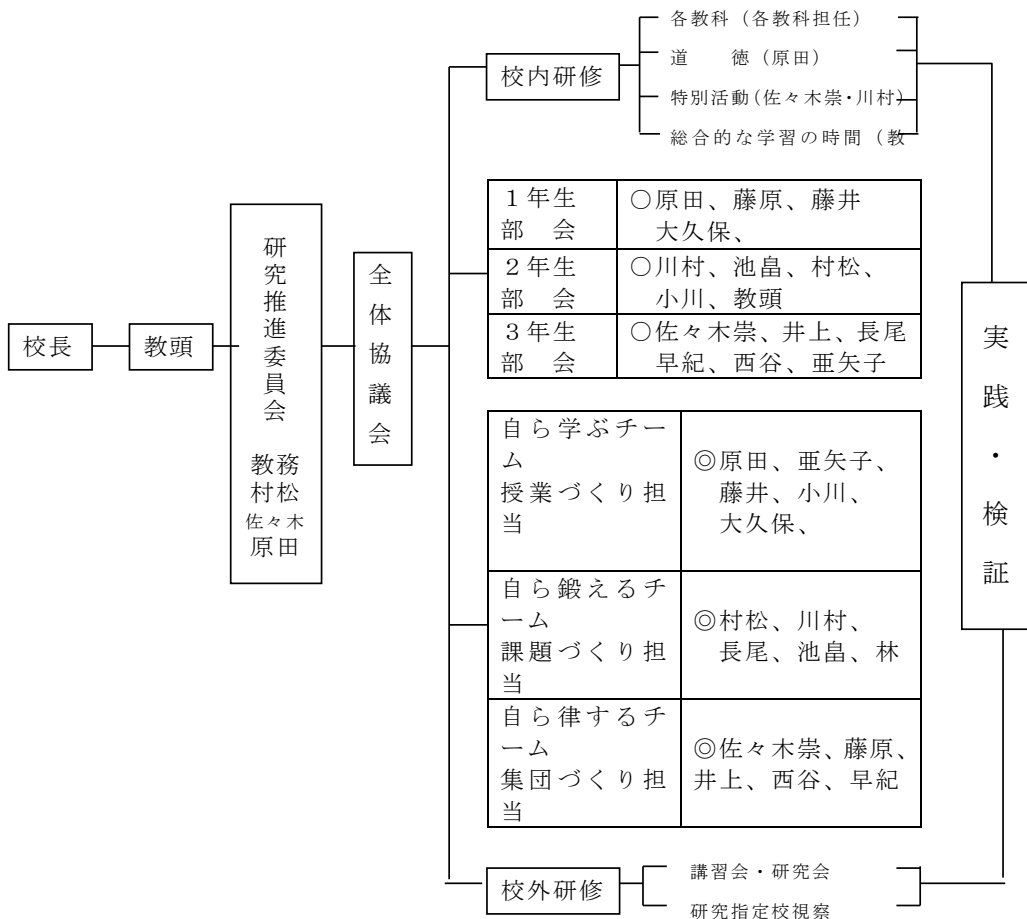 校長
教頭
研究推進委員会
教務
村松
佐々木
原田
全体協議会
校内研修
各教科（各教科担任）
道　　徳（原田）
特別活動（佐々木崇・川村）
総合的な学習の時間（教
１年生
部　会
○原田、藤原、藤井
大久保、
２年生
部　会
○川村、池畠、村松、
小川、教頭
３年生
部　会
○佐々木崇、井上、長尾
早紀、西谷、亜矢子
自ら学ぶチー
ム
授業づくり担
当
◎原田、亜矢子、
藤井、小川、
大久保、
自ら鍛えるチ
ーム
課題づくり担
当
◎村松、川村、
長尾、池畠、林
自ら律するチ
ーム
集団づくり担
当
◎佐々木崇、藤原、
井上、西谷、早紀
校外研修
講習会・研究会
研究指定校視察
実践・検証